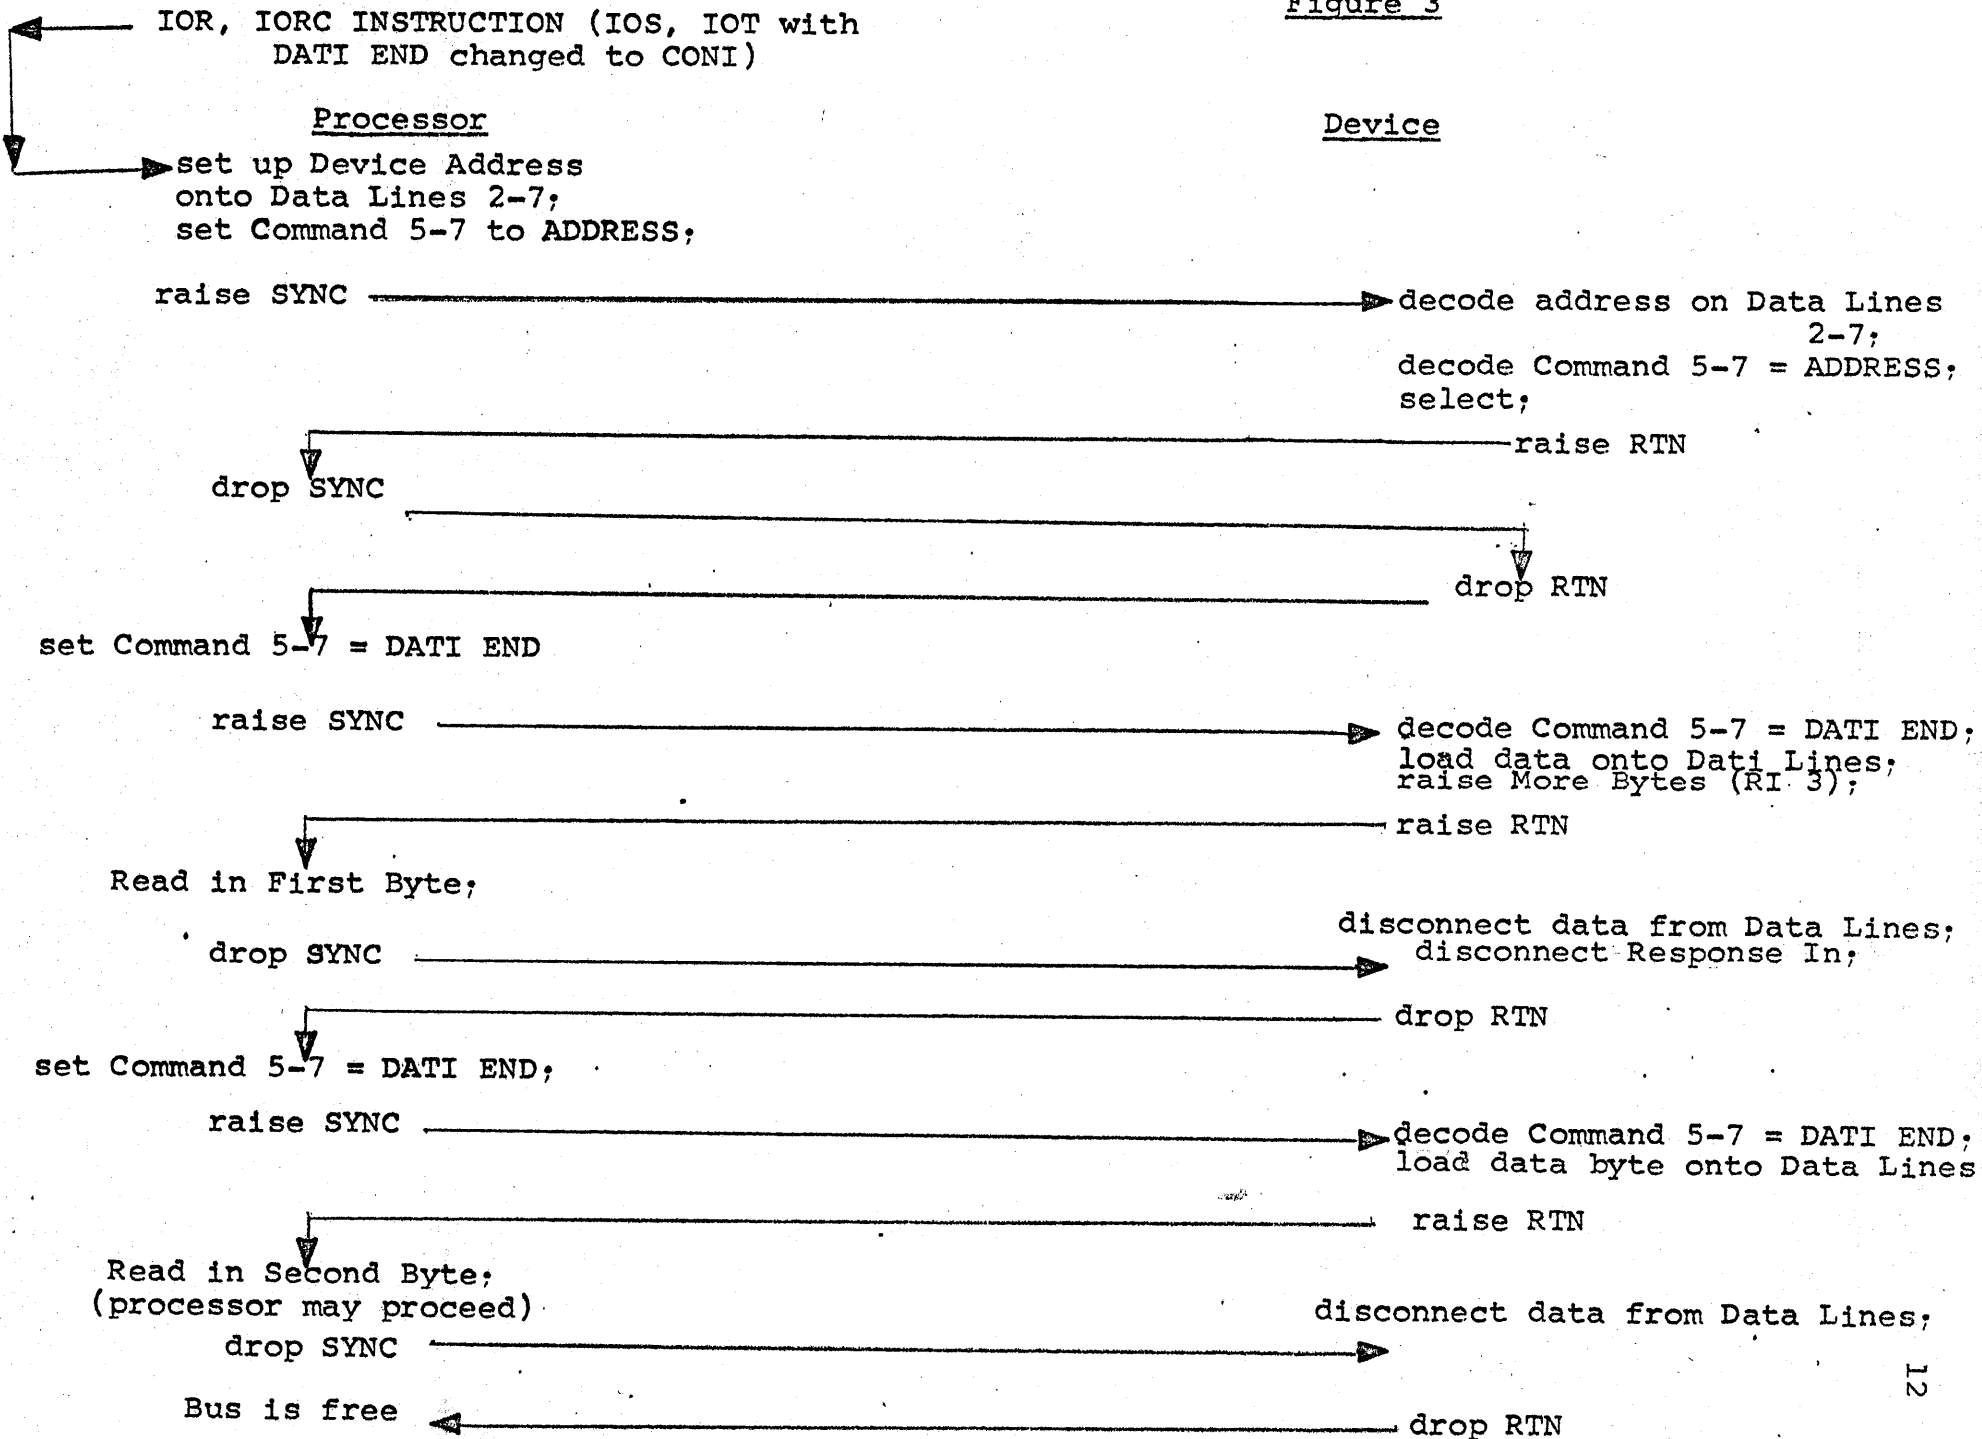 Figure 3
IOR, IORC INSTRUCTION (IOS, IOT with
DATI END changed to CONI)
Processor
Device
set up Device Address
onto Data Lines 2-7;
set Command 5-7 to ADDRESS;
raise SYNC
decode address on Data Lines
2-7;
decode Command 5-7 = ADDRESS;
select;
raise RTN
drop SYNC
drop RTN
set Command 5-7 = DATI END
raise SYNC
decode Command 5-7 = DATI END;
load data onto Dati Lines;
raise More Bytes (RI 3);
raise RTN
Read in First Byte;
disconnect data from Data Lines;
drop SYNC
disconnect Response In;
drop RTN
set Command 5-7 = DATI END;
raise SYNC
decode Command 5-7 = DATI END;
load data byte onto Data Lines
raise RTN
Read in Second Byte;
(processor may proceed)
disconnect data from Data Lines;
drop SYNC
Bus is free
drop RTN
12